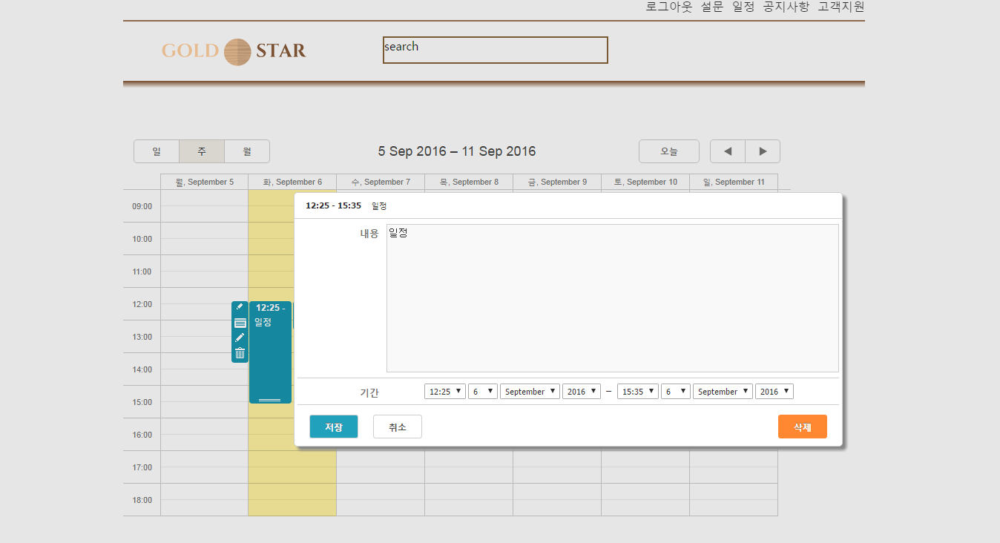 로그아웃 설문 일정 공지사항 고객지원
GOLD STAR
search
일 주 월
5 Sep 2016 – 11 Sep 2016
오늘
월, September 5 화, September 6 수, September 7 목, September 8 금, September 9 토, September 10 일, September 11
12:25 - 15:35 일정
내용 일정
09:00
10:00
11:00
12:00
12:25 -
일정
13:00
14:00
15:00
16:00
17:00
18:00
기간 12:25 6 September 2016 – 15:35 6 September 2016
저장 취소 삭제